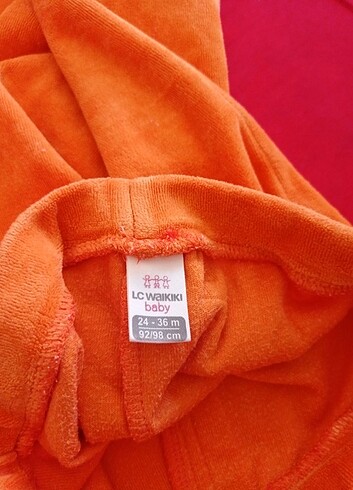 LC WAIKIKI
baby
24 - 36 m
92/98 cm